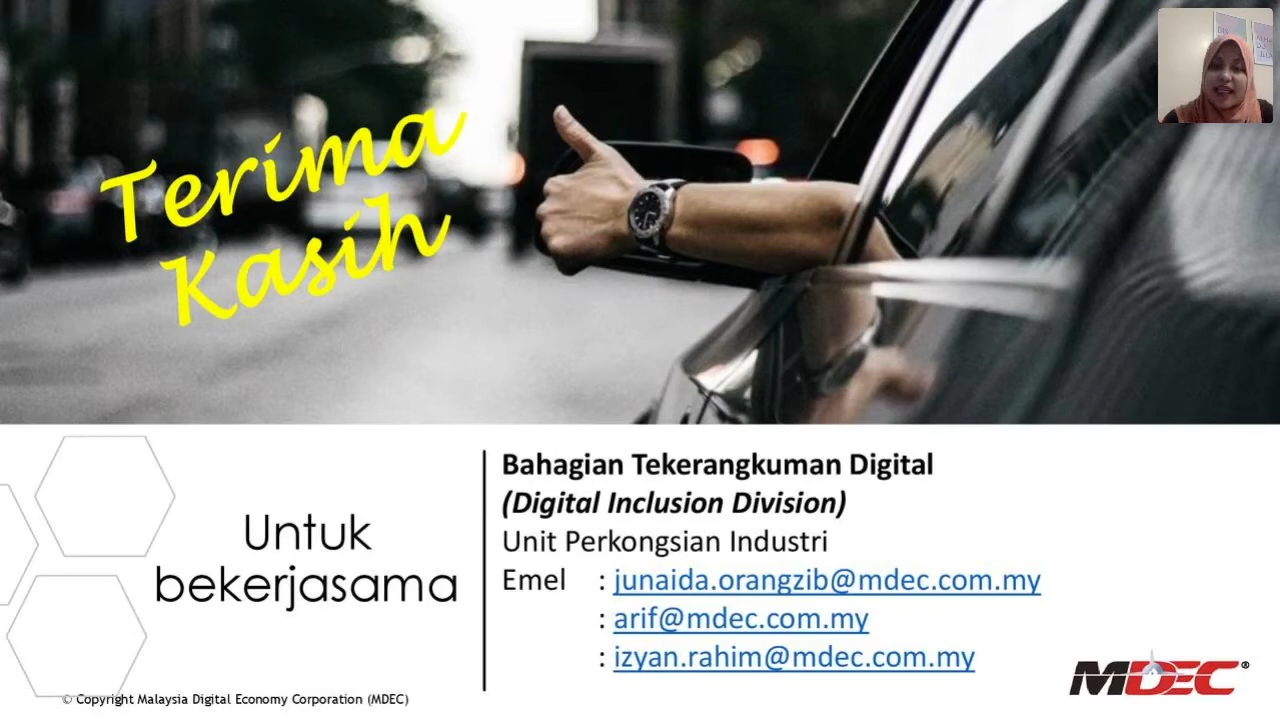 Terima
Kasih
Untuk
bekerjasama
Bahagian Tekerangkuman Digital
(Digital Inclusion Division)
Unit Perkongsian Industri
Emel : junaida.orangzib@mdec.com.my
: arif@mdec.com.my
: izyan.rahim@mdec.com.my
MDEC®
© Copyright Malaysia Digital Economy Corporation (MDEC)